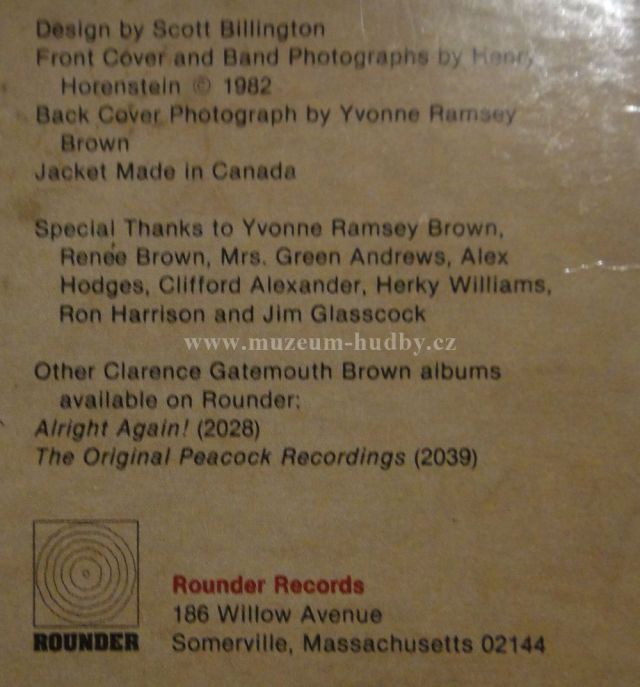 Design by Scott Billington
Front Cover and Band Photographs by Henry
Horenstein © 1982
Back Cover Photograph by Yvonne Ramsey
Brown
Jacket Made in Canada
Special Thanks to Yvonne Ramsey Brown,
Renée Brown, Mrs. Green Andrews, Alex
Hodges, Clifford Alexander, Herky Williams,
Ron Harrison and Jim Glasscock
www.muzeum-hudby.cz
Other Clarence Gatemouth Brown albums
available on Rounder:
Alright Again! (2028)
The Original Peacock Recordings (2039)
ROUNDER
Rounder Records
186 Willow Avenue
Somerville, Massachusetts 02144